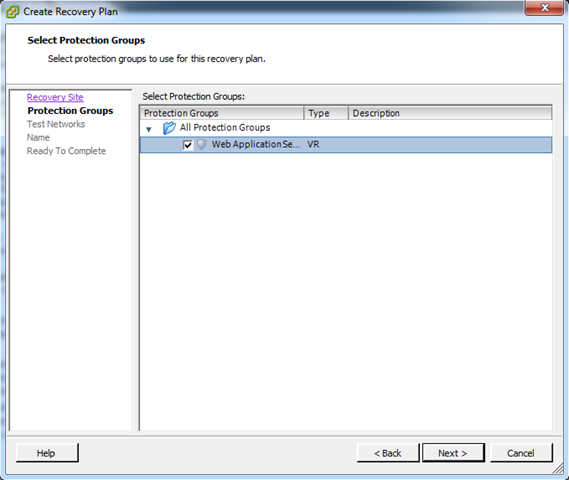 Create Recovery Plan
Select Protection Groups
Select protection groups to use for this recovery plan.
Recovery Site
Protection Groups
Test Networks
Name
Ready To Complete
Select Protection Groups:
Protection Groups Type Description
All Protection Groups
Web Application Se... VR
Help < Back Next > Cancel